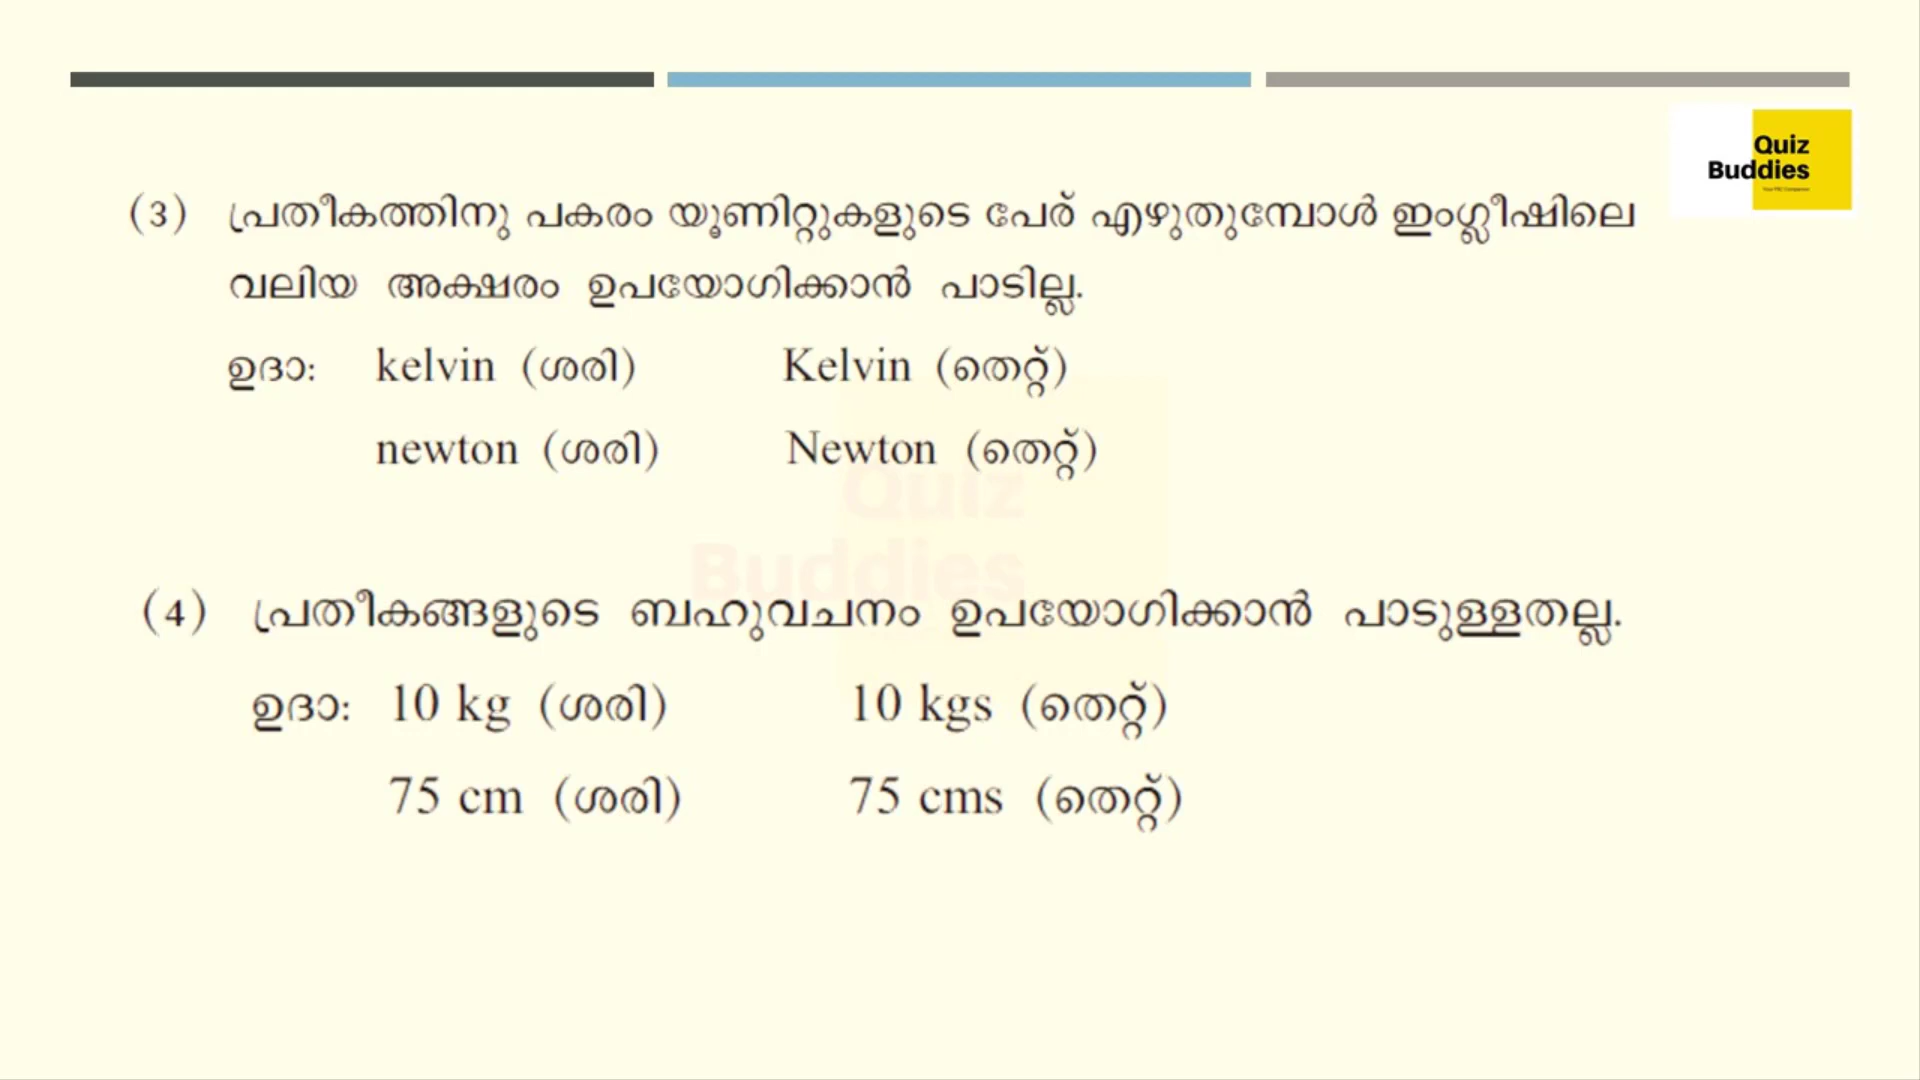 Quiz
Buddies
(3) പ്രതീകത്തിനു പകരം യൂണിറ്റുകളുടെ പേര് എഴുതുമ്പോൾ ഇംഗ്ലീഷിലെ
വലിയ അക്ഷരം ഉപയോഗിക്കാൻ പാടില്ല.
ഉദാ: kelvin (ശരി) Kelvin (തെറ്റ്)
newton (ശരി) Newton (തെറ്റ്)
Quiz
Buddies
(4) പ്രതീകങ്ങളുടെ ബഹുവചനം ഉപയോഗിക്കാൻ പാടുള്ളതല്ല.
ഉദാ: 10 kg (ശരി) 10 kgs (തെറ്റ്)
75 cm (ശരി) 75 cms (തെറ്റ്)